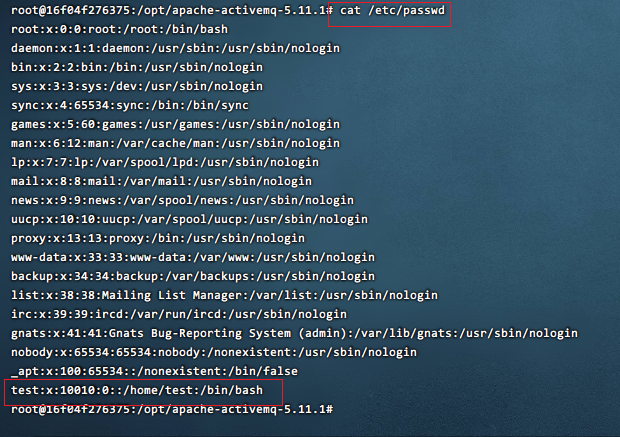 root@16f04f276375:/opt/apache-activemq-5.11.1# cat /etc/passwd
root:x:0:0:root:/root:/bin/bash
daemon:x:1:1:daemon:/usr/sbin:/usr/sbin/nologin
bin:x:2:2:bin:/bin:/usr/sbin/nologin
sys:x:3:3:sys:/dev:/usr/sbin/nologin
sync:x:4:65534:sync:/bin:/bin/sync
games:x:5:60:games:/usr/games:/usr/sbin/nologin
man:x:6:12:man:/var/cache/man:/usr/sbin/nologin
lp:x:7:7:lp:/var/spool/lpd:/usr/sbin/nologin
mail:x:8:8:mail:/var/mail:/usr/sbin/nologin
news:x:9:9:news:/var/spool/news:/usr/sbin/nologin
uucp:x:10:10:uucp:/var/spool/uucp:/usr/sbin/nologin
proxy:x:13:13:proxy:/bin:/usr/sbin/nologin
www-data:x:33:33:www-data:/var/www:/usr/sbin/nologin
backup:x:34:34:backup:/var/backups:/usr/sbin/nologin
list:x:38:38:Mailing List Manager:/var/list:/usr/sbin/nologin
irc:x:39:39:ircd:/var/run/ircd:/usr/sbin/nologin
gnats:x:41:41:Gnats Bug-Reporting System (admin):/var/lib/gnats:/usr/sbin/nologin
nobody:x:65534:65534:nobody:/nonexistent:/usr/sbin/nologin
_apt:x:100:65534::/nonexistent:/bin/false
test:x:10010:0::/home/test:/bin/bash
root@16f04f276375:/opt/apache-activemq-5.11.1#